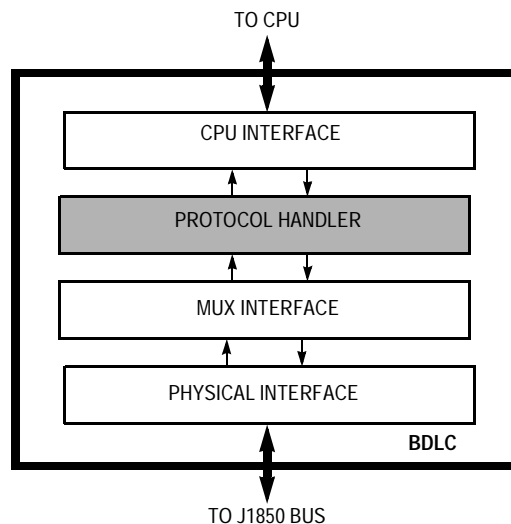 TO CPU
CPU INTERFACE
PROTOCOL HANDLER
MUX INTERFACE
PHYSICAL INTERFACE
BDLC
TO J1850 BUS